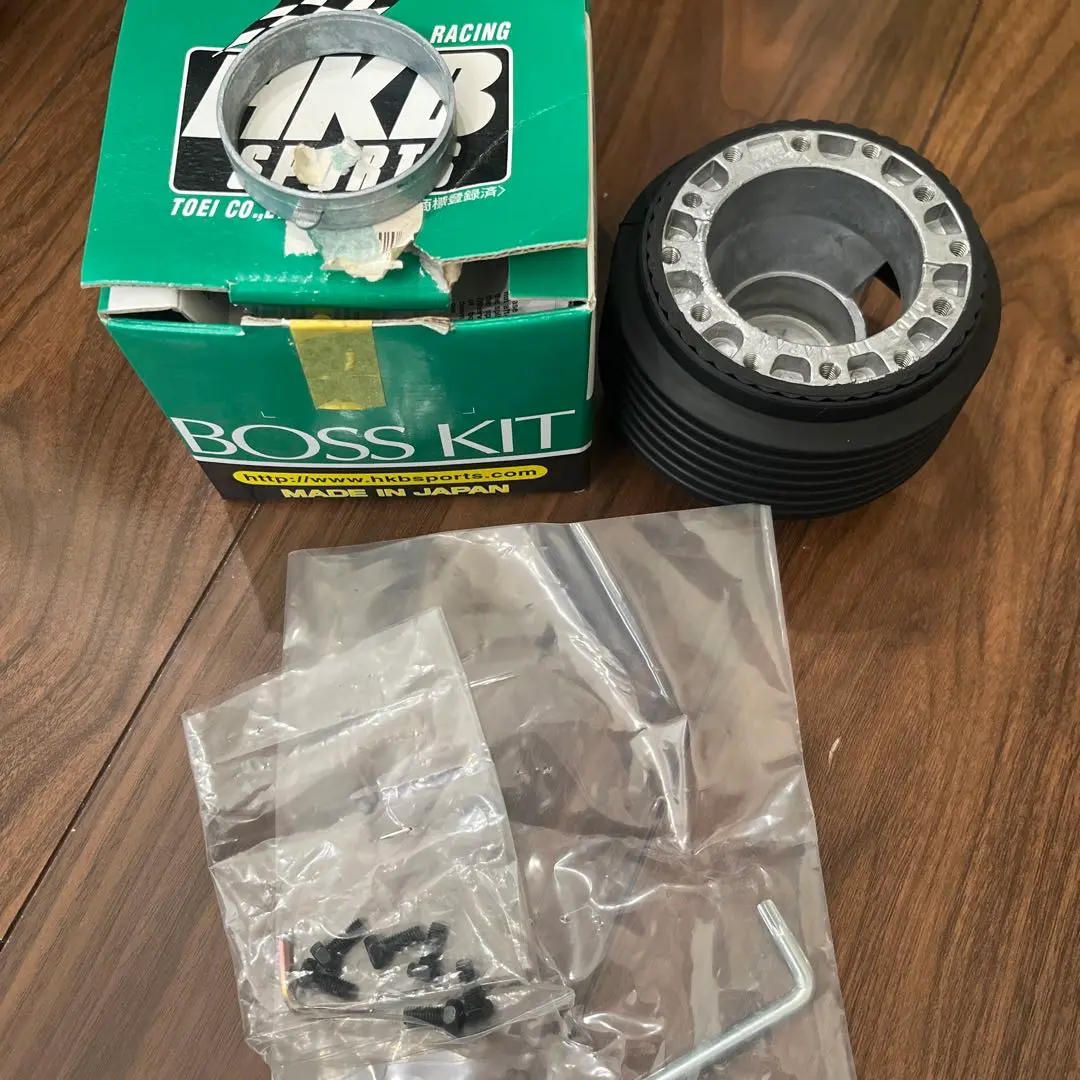 RACING
HKB
SPORTS
TOEI CO.,
商標登録済>
BOSS KIT
http://www.hkbsports.com
MADE IN JAPAN